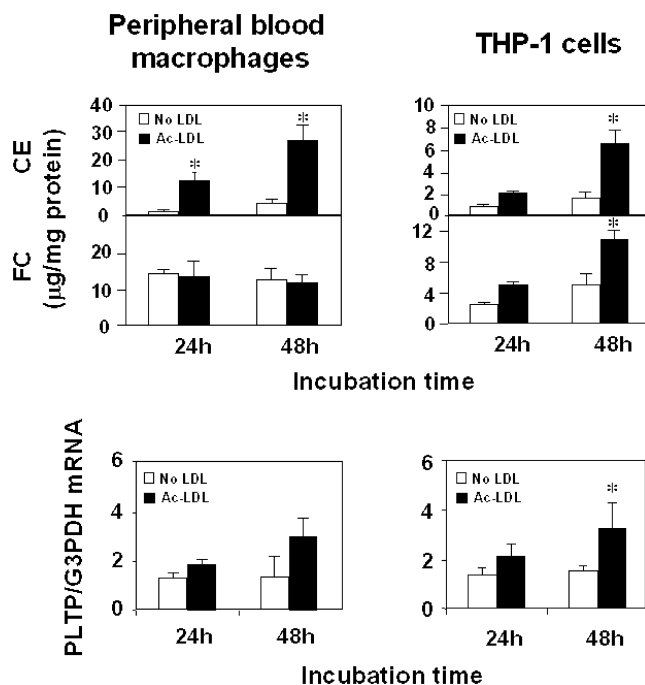 Peripheral blood
macrophages
THP-1 cells
CE
FC
(µg/mg protein)
40
30
20
10
0
No LDL
Ac-LDL
*
*
10
8
6
4
2
0
No LDL
Ac-LDL
*
20
10
0
12
8
4
0
*
24h
48h
24h
48h
Incubation time
PLTP/G3PDH mRNA
6
4
2
0
No LDL
Ac-LDL
6
4
2
0
No LDL
Ac-LDL
*
24h
48h
24h
48h
Incubation time